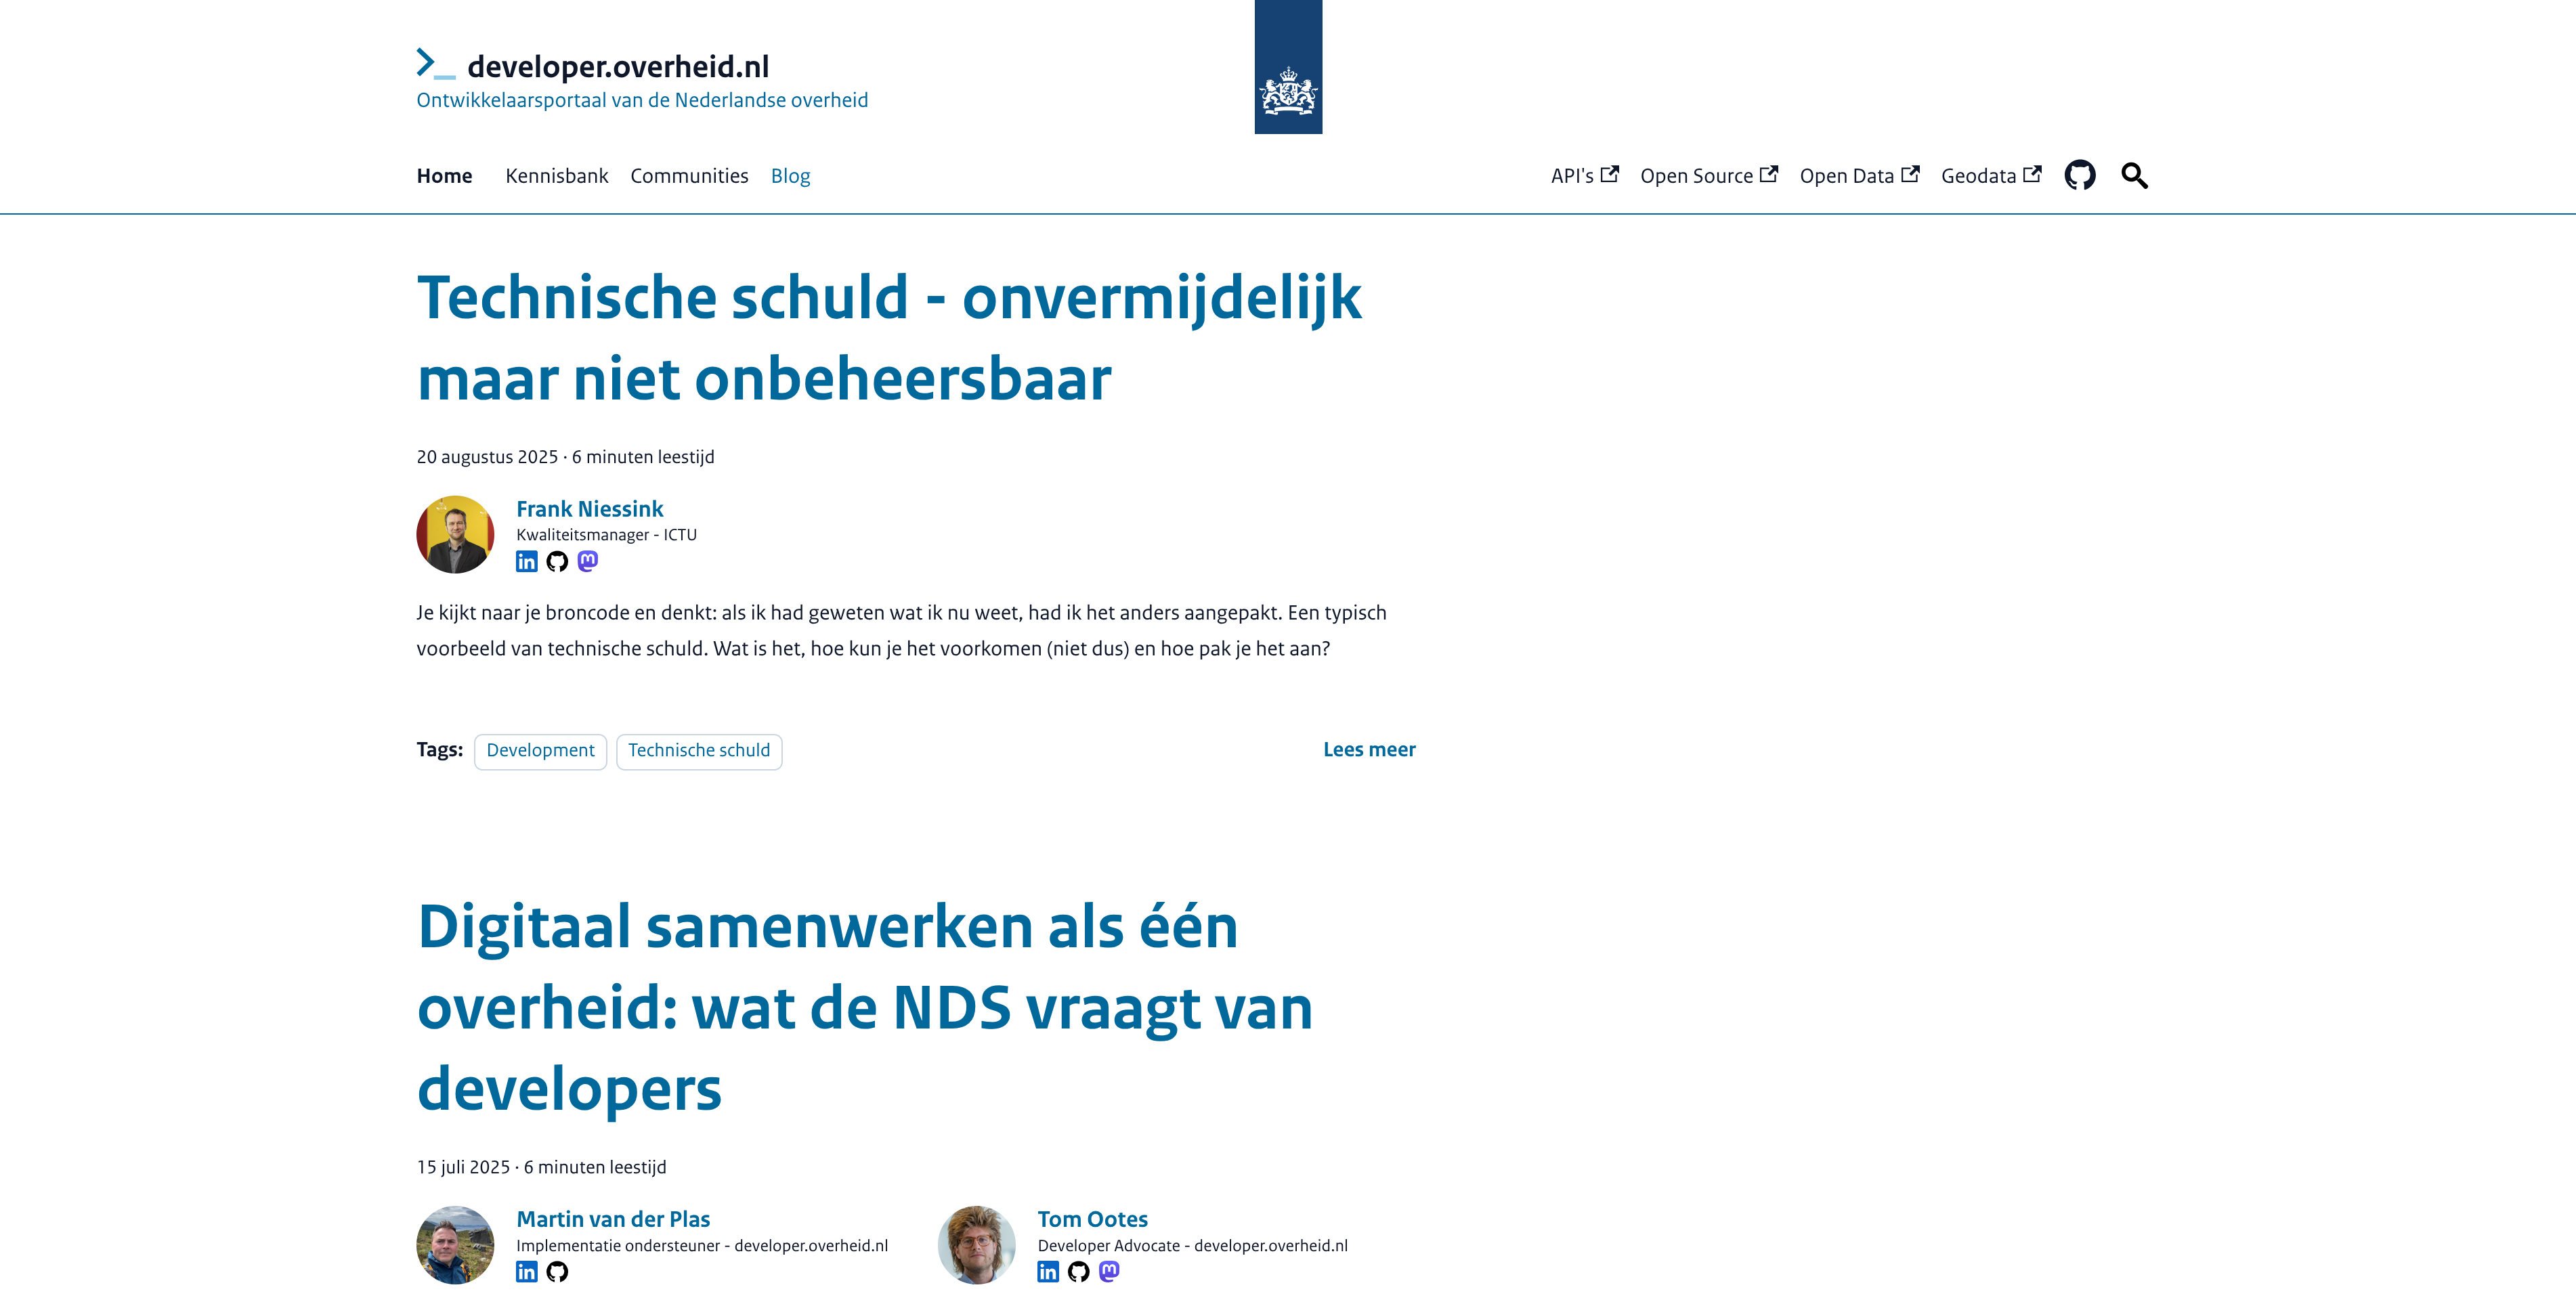 developer.overheid.nl
Ontwikkelaarsportaal van de Nederlandse overheid
Home Kennisbank Communities Blog API's Open Source Open Data Geodata
Technische schuld - onvermijdelijk
maar niet onbeheersbaar
20 augustus 2025 · 6 minuten leestijd
Frank Niessink
Kwaliteitsmanager - ICTU
Je kijkt naar je broncode en denkt: als ik had geweten wat ik nu weet, had ik het anders aangepakt. Een typisch
voorbeeld van technische schuld. Wat is het, hoe kun je het voorkomen (niet dus) en hoe pak je het aan?
Tags: Development Technische schuld Lees meer
Digitaal samenwerken als één
overheid: wat de NDS vraagt van
developers
15 juli 2025 · 6 minuten leestijd
Martin van der Plas
Implementatie ondersteuner - developer.overheid.nl
Tom Ootes
Developer Advocate - developer.overheid.nl